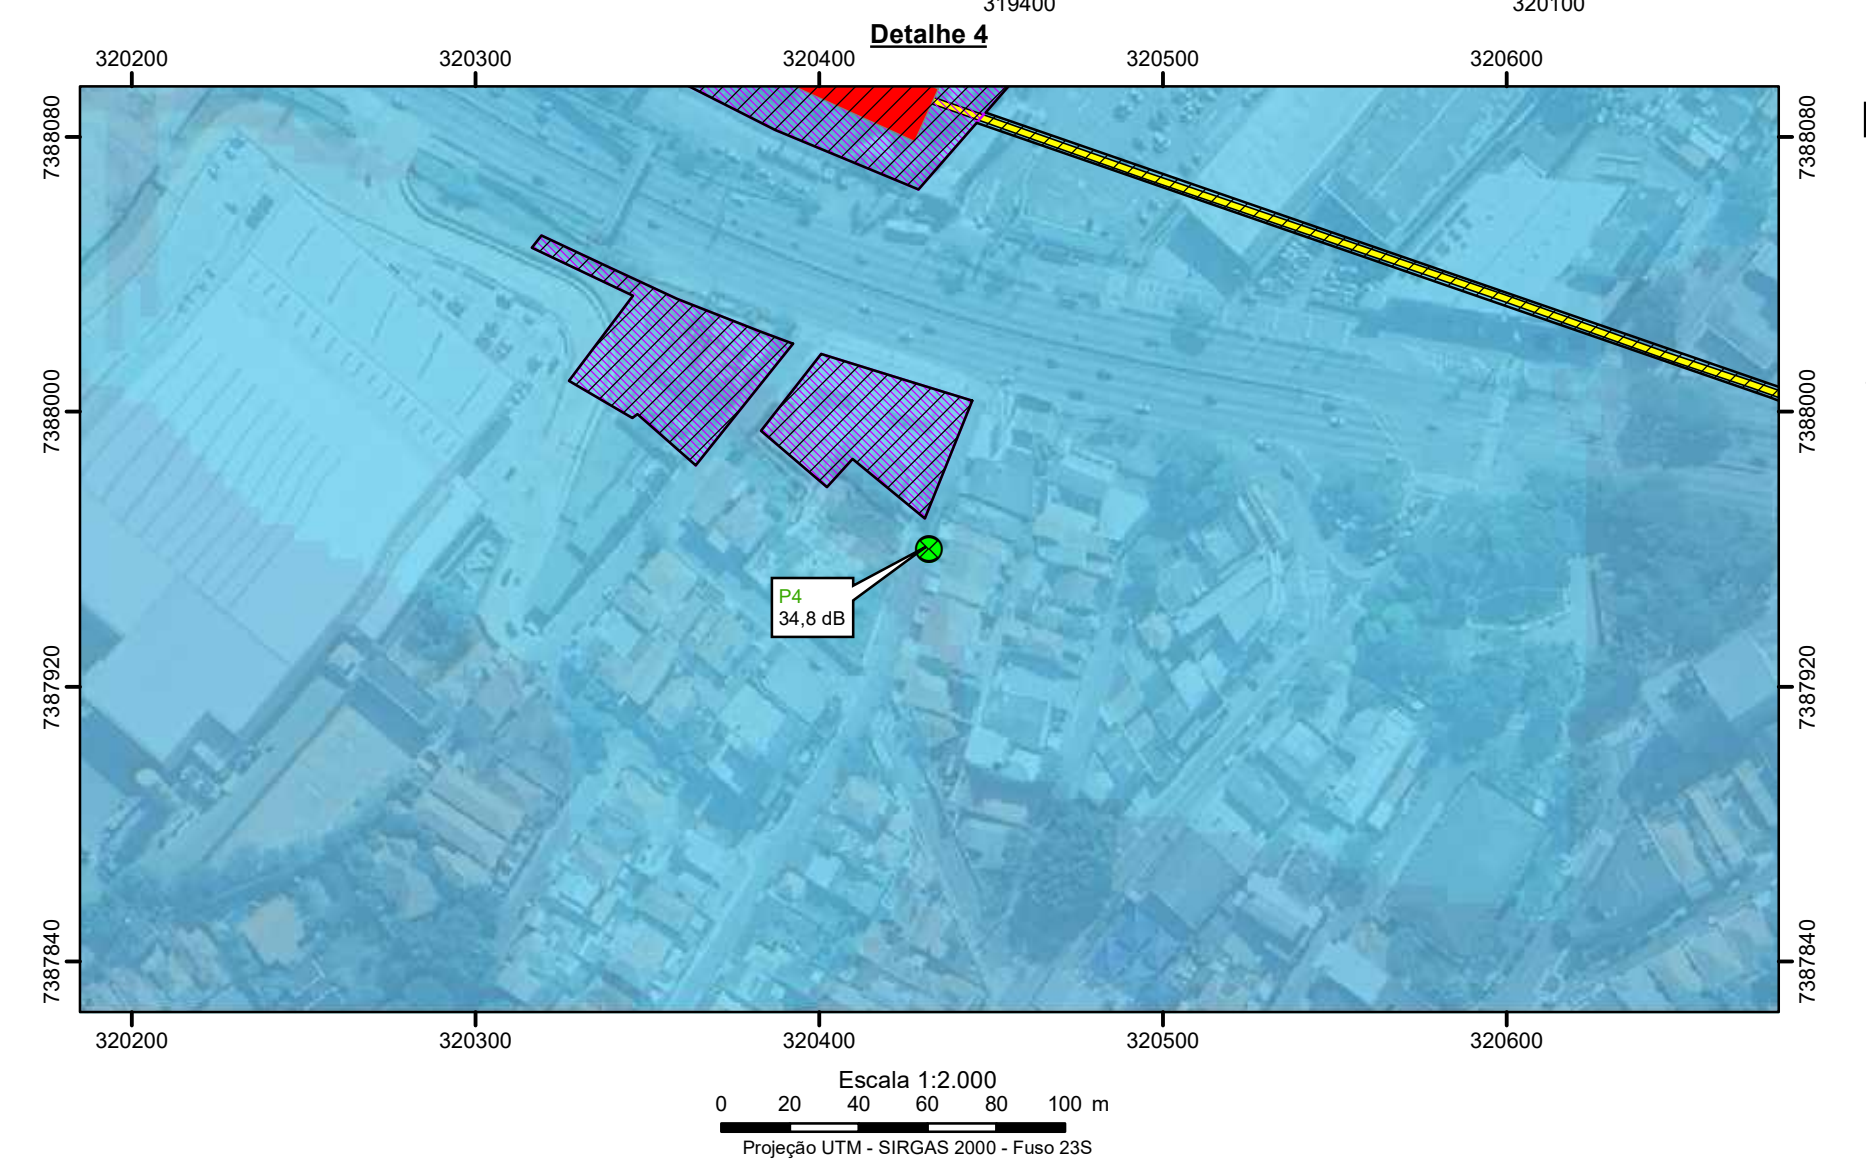 319400 320100
Detalhe 4
320200 320300 320400 320500 320600
7388080 7388080
7388000 7388000
P4
34,8 dB
7387920 7387920
7387840 7387840
320200 320300 320400 320500 320600
Escala 1:2.000
0 20 40 60 80 100 m
Projeção UTM - SIRGAS 2000 - Fuso 23S